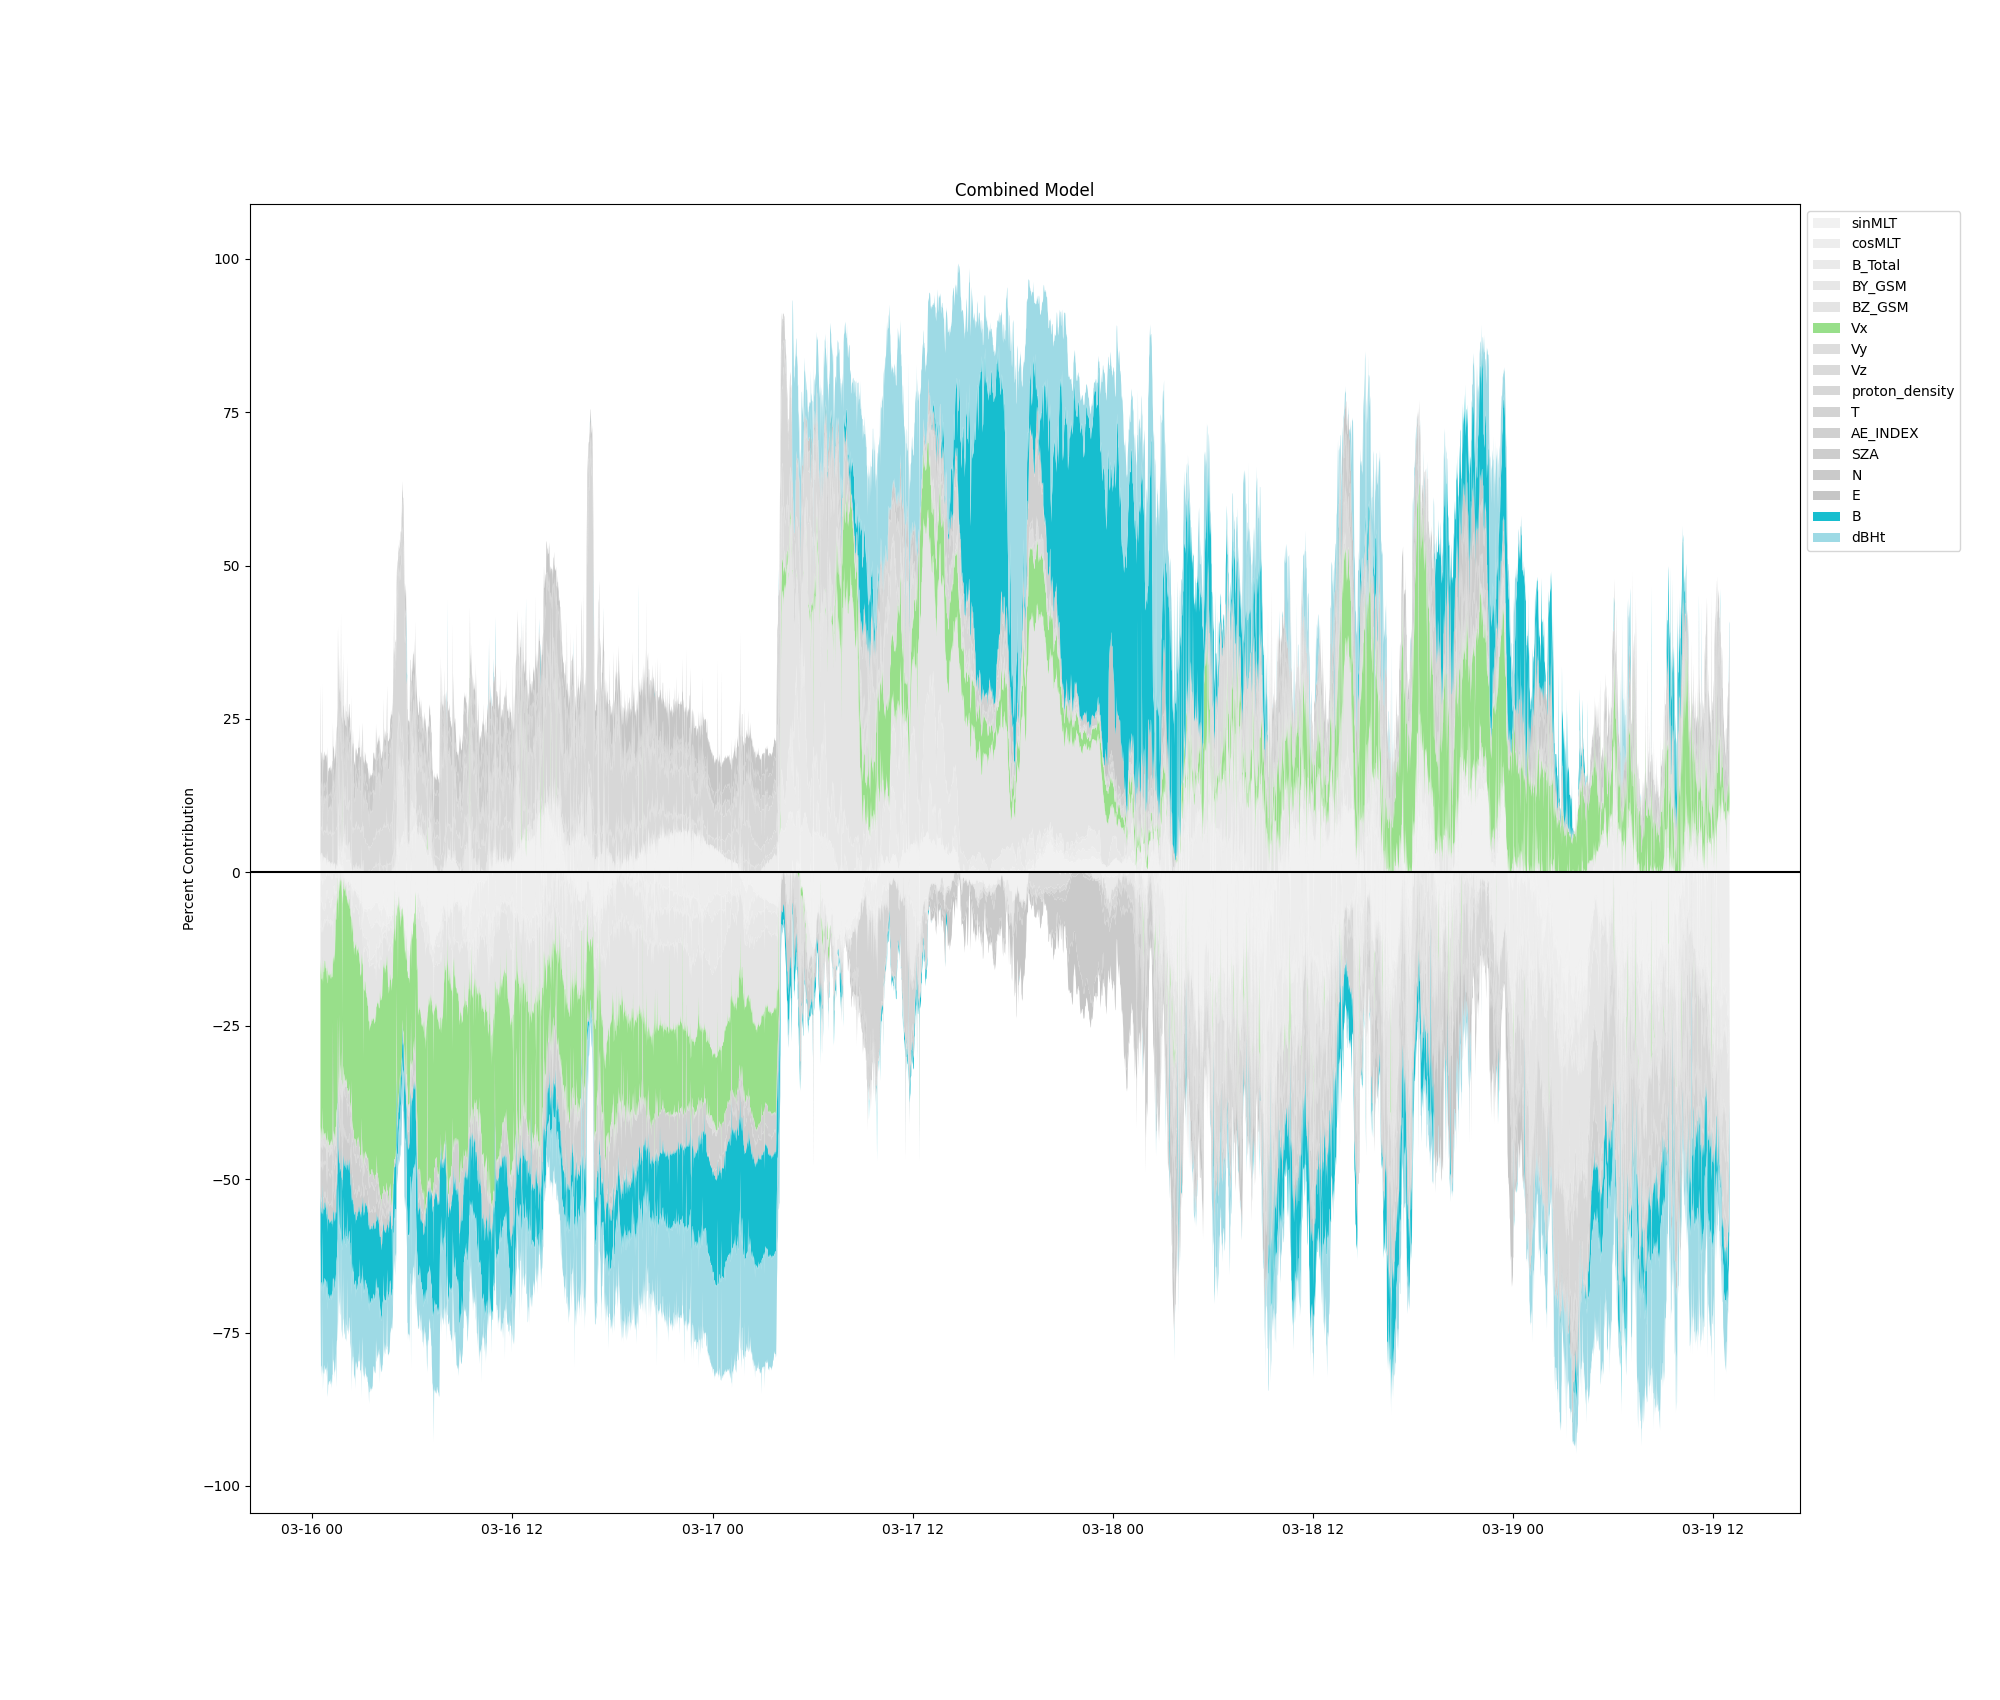 Combined Model
Percent Contribution
100
75
50
25
0
−25
−50
−75
−100
03-16 00
03-16 12
03-17 00
03-17 12
03-18 00
03-18 12
03-19 00
03-19 12
sinMLT
cosMLT
B_Total
BY_GSM
BZ_GSM
Vx
Vy
Vz
proton_density
T
AE_INDEX
SZA
N
E
B
dBHt